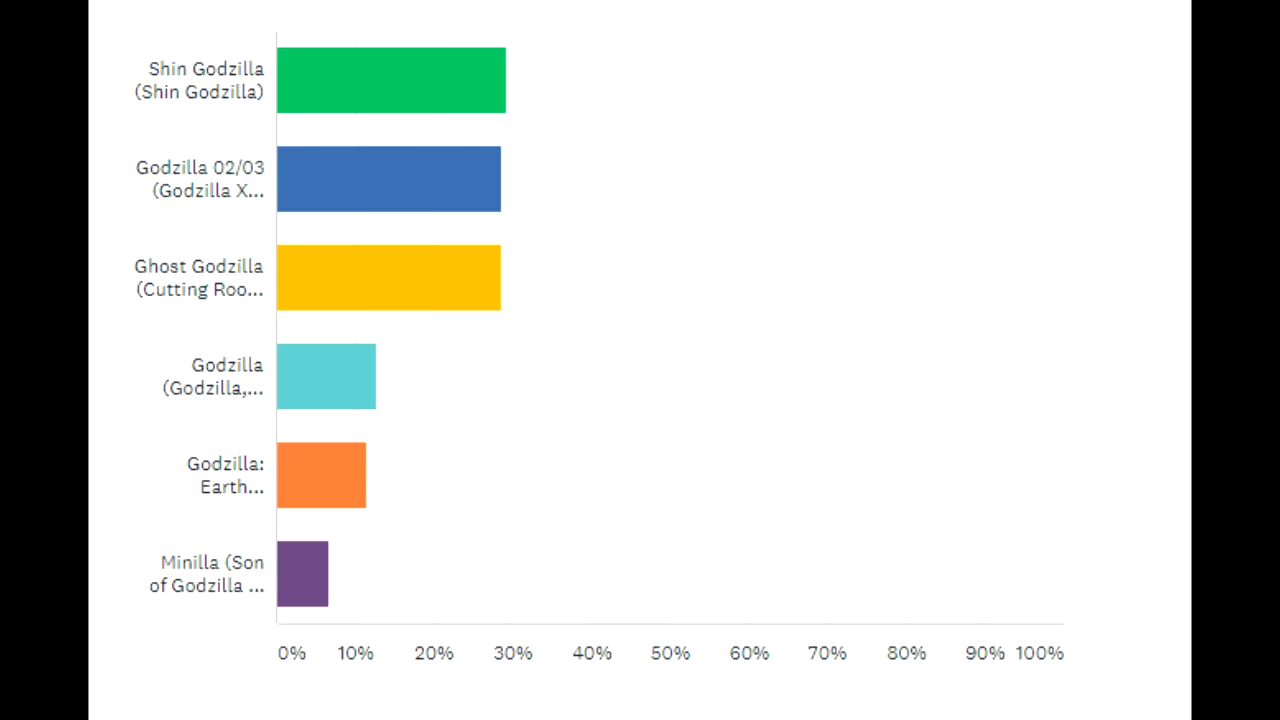 Shin Godzilla
(Shin Godzilla)
Godzilla 02/03
(Godzilla X...
Ghost Godzilla
(Cutting Roo...
Godzilla
(Godzilla,...
Godzilla:
Earth...
Minilla (Son
of Godzilla ...
0% 10% 20% 30% 40% 50% 60% 70% 80% 90% 100%